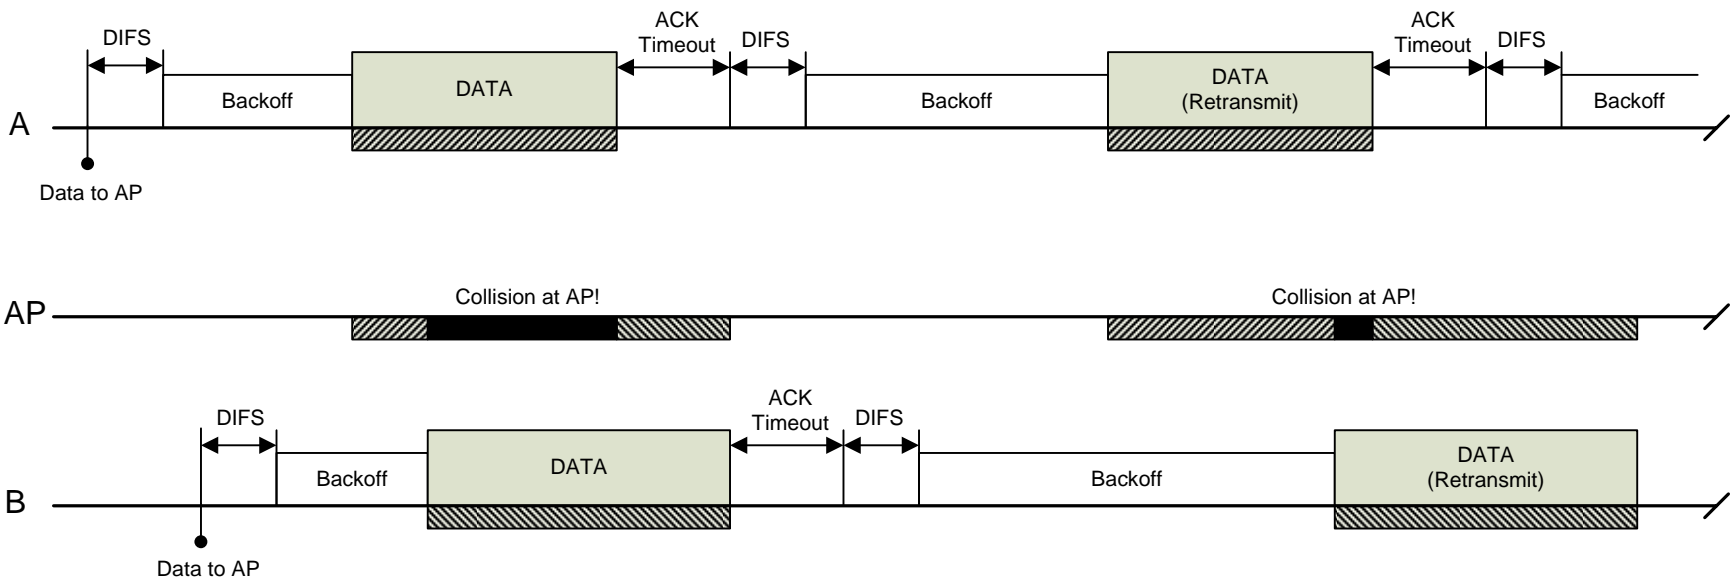 DIFS
ACK
Timeout
DIFS
ACK
Timeout
DIFS
Backoff
DATA
Backoff
DATA
(Retransmit)
Backoff
A
Data to AP
Collision at AP!
Collision at AP!
AP
DIFS
ACK
Timeout
DIFS
Backoff
DATA
Backoff
DATA
(Retransmit)
B
Data to AP